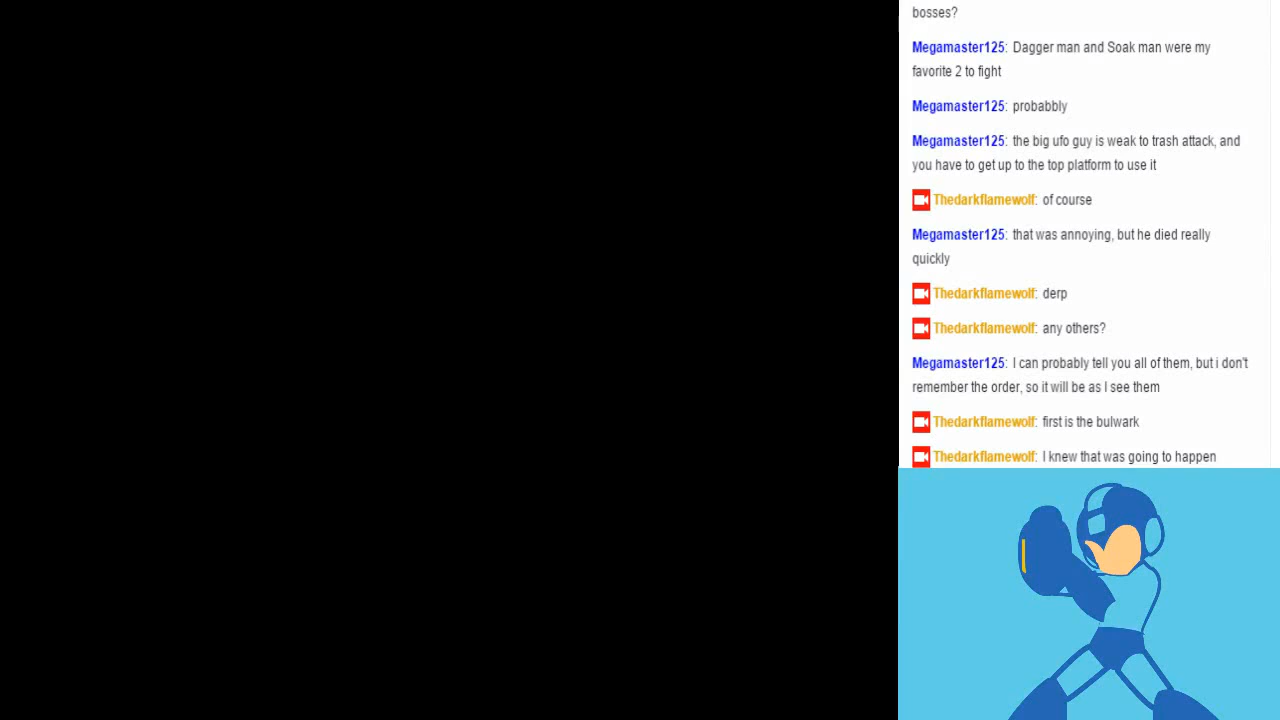 bosses?
Megamaster125: Dagger man and Soak man were my
favorite 2 to fight
Megamaster125: probabbly
Megamaster125: the big ufo guy is weak to trash attack, and
you have to get up to the top platform to use it
Thedarkflamewolf: of course
Megamaster125: that was annoying, but he died really
quickly
Thedarkflamewolf: derp
Thedarkflamewolf: any others?
Megamaster125: I can probably tell you all of them, but i don't
remember the order, so it will be as I see them
Thedarkflamewolf: first is the bulwark
Thedarkflamewolf: I knew that was going to happen